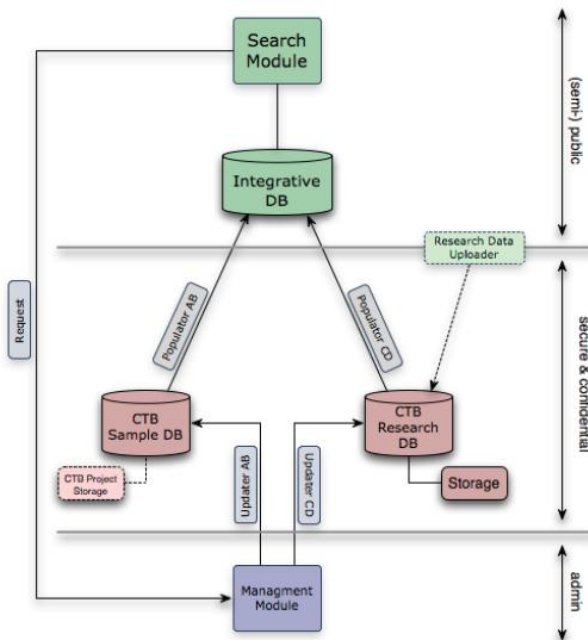 Search
Module
(semi-) public
Integrative
DB
Research Data
Uploader
Request
Populator AB
Populator CD
secure & confidential
CTB
Sample DB
CTB
Research
DB
CTB Project
Storage
Updater AB
Updater CD
Storage
Managment
Module
admin